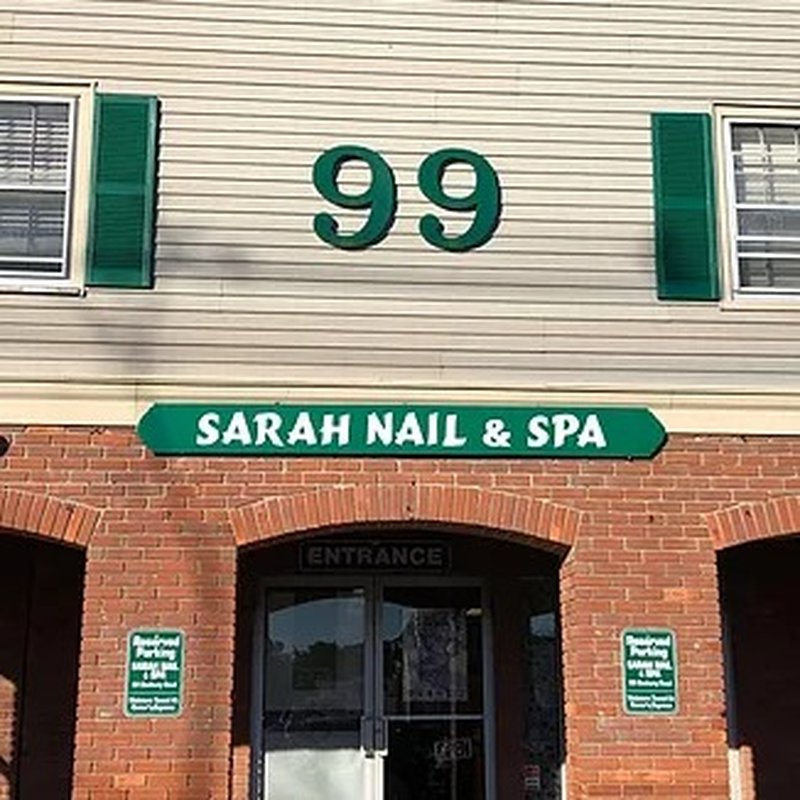 99
SARAH NAIL & SPA
ENTRANCE
Reserved
Parking
SARAH NAIL
& SPA
Reserved
Parking
SARAH NAIL
& SPA